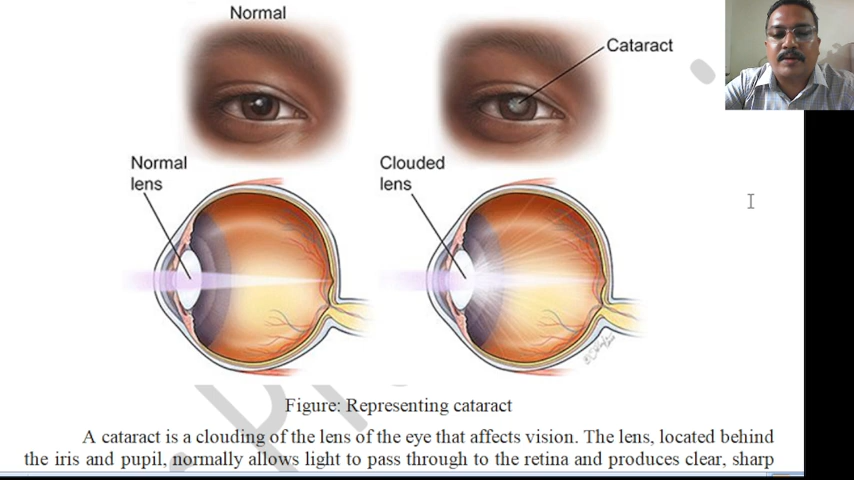 Normal
Cataract
Normal
lens
Clouded
lens
Figure: Representing cataract
A cataract is a clouding of the lens of the eye that affects vision. The lens, located behind
the iris and pupil, normally allows light to pass through to the retina and produces clear, sharp